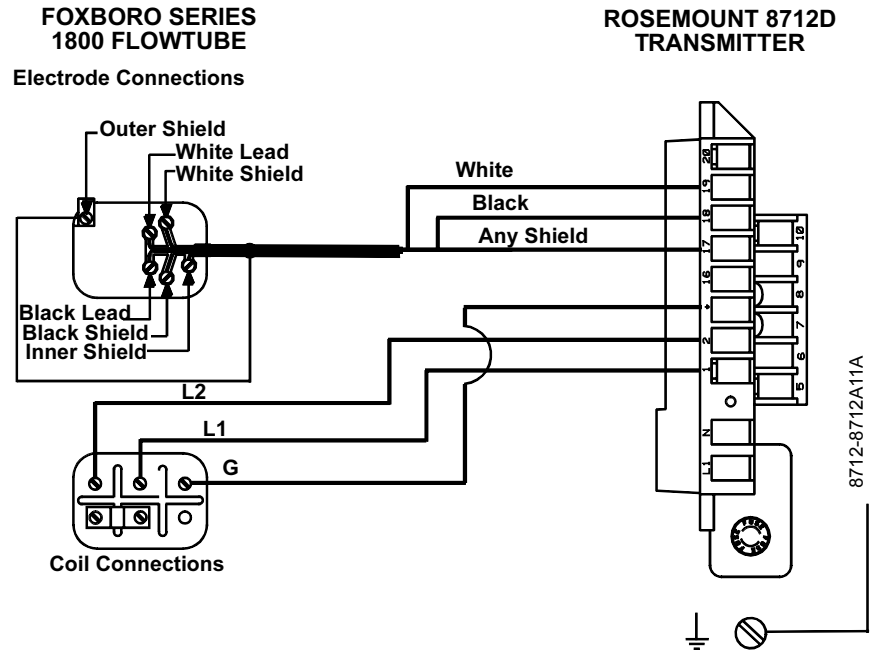 FOXBORO SERIES
1800 FLOWTUBE
ROSEMOUNT 8712D
TRANSMITTER
Electrode Connections
Outer Shield
White Lead
White Shield
White
Black
Any Shield
Black Lead
Black Shield
Inner Shield
L2
L1
G
Coil Connections
20
19
18
17
16
2
1
N
L1
10
9
8
7
6
5
FUSE
FUSE
8712-8712A11A